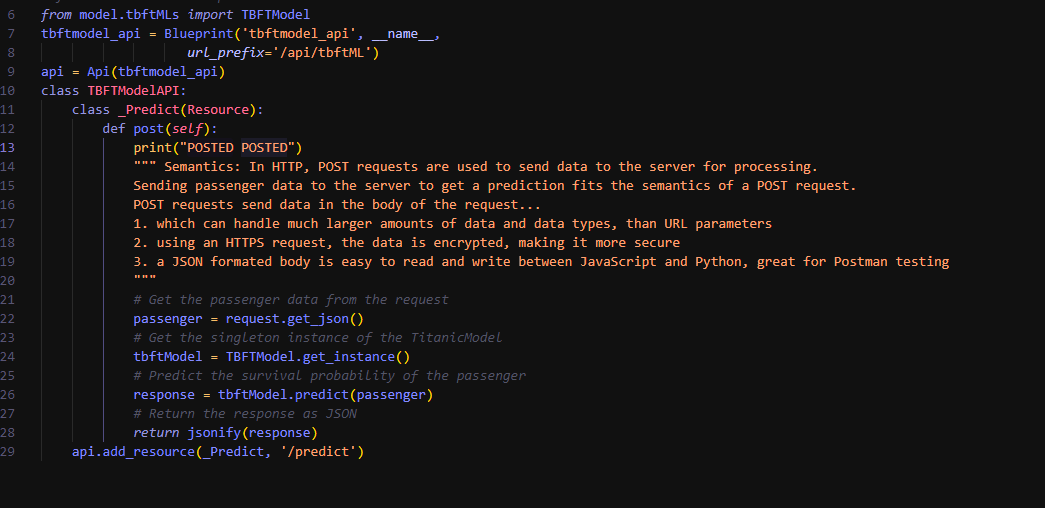 6 from model.tbftMLs import TBFTModel
7 tbftmodel_api = Blueprint('tbftmodel_api', __name__,
8 url_prefix='/api/tbftML')
9 api = Api(tbftmodel_api)
10 class TBFTModelAPI:
11 class _Predict(Resource):
12 def post(self):
13 print("POSTED POSTED")
14 """ Semantics: In HTTP, POST requests are used to send data to the server for processing.
15 Sending passenger data to the server to get a prediction fits the semantics of a POST request.
16 POST requests send data in the body of the request...
17 1. which can handle much larger amounts of data and data types, than URL parameters
18 2. using an HTTPS request, the data is encrypted, making it more secure
19 3. a JSON formated body is easy to read and write between JavaScript and Python, great for Postman testing
20 """
21 # Get the passenger data from the request
22 passenger = request.get_json()
23 # Get the singleton instance of the TitanicModel
24 tbftModel = TBFTModel.get_instance()
25 # Predict the survival probability of the passenger
26 response = tbftModel.predict(passenger)
27 # Return the response as JSON
28 return jsonify(response)
29 api.add_resource(_Predict, '/predict')